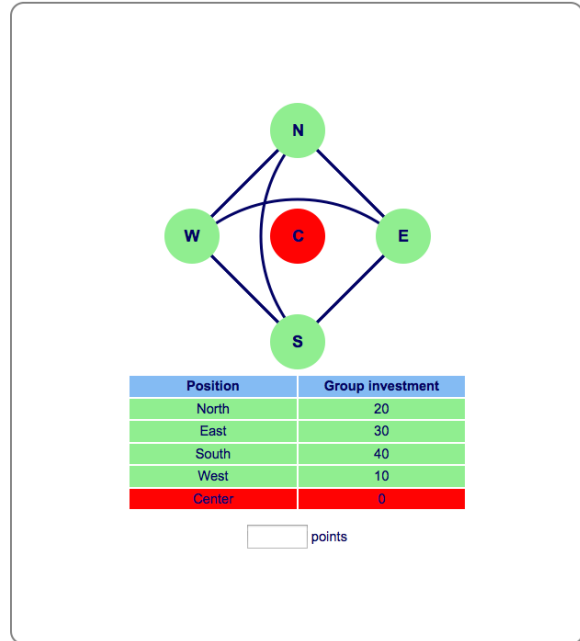 N
W C E
S
Position Group investment
North 20
East 30
South 40
West 10
Center 0
points